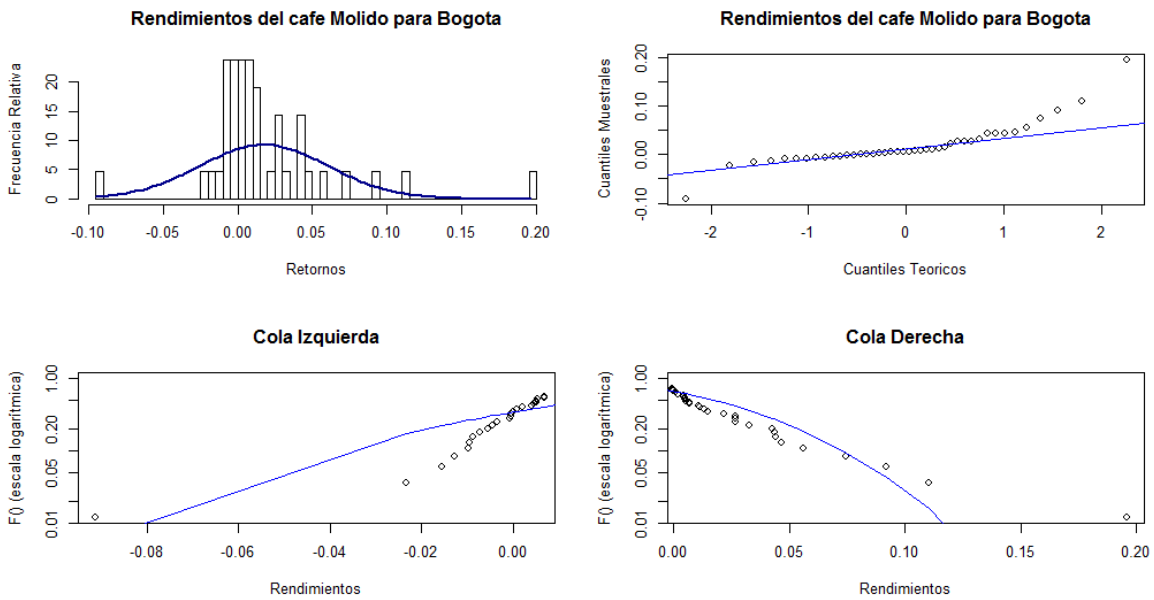 Rendimientos del cafe Molido para Bogota
Frecuencia Relativa
20
15
10
5
0
-0.10 -0.05 0.00 0.05 0.10 0.15 0.20
Retornos
Rendimientos del cafe Molido para Bogota
Cuantiles Muestrales
0.20
0.10
0.00
-0.10
-2 -1 0 1 2
Cuantiles Teoricos
Cola Izquierda
F() (escala logarítmica)
1.00
0.20
0.05
0.01
-0.08 -0.06 -0.04 -0.02 0.00
Rendimientos
Cola Derecha
F() (escala logarítmica)
1.00
0.20
0.05
0.01
0.00 0.05 0.10 0.15 0.20
Rendimientos